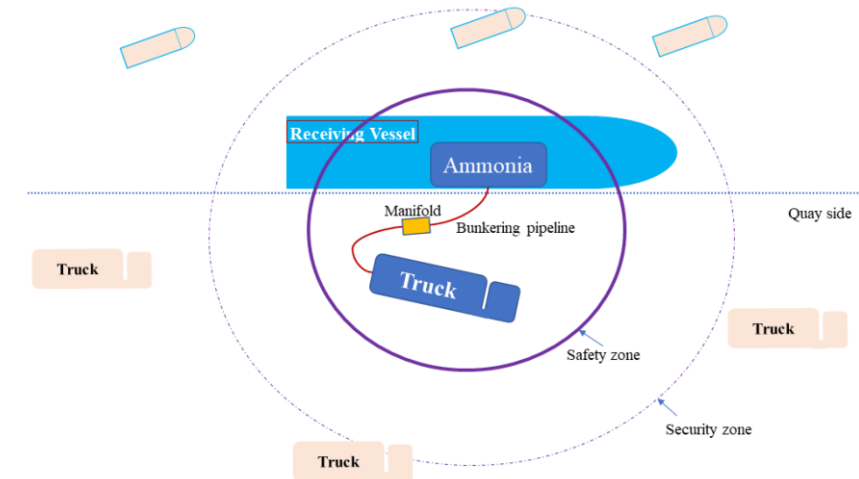 Receiving Vessel
Ammonia
Manifold
Quay side
Bunkering pipeline
Truck
Truck
Truck
Safety zone
Security zone
Truck